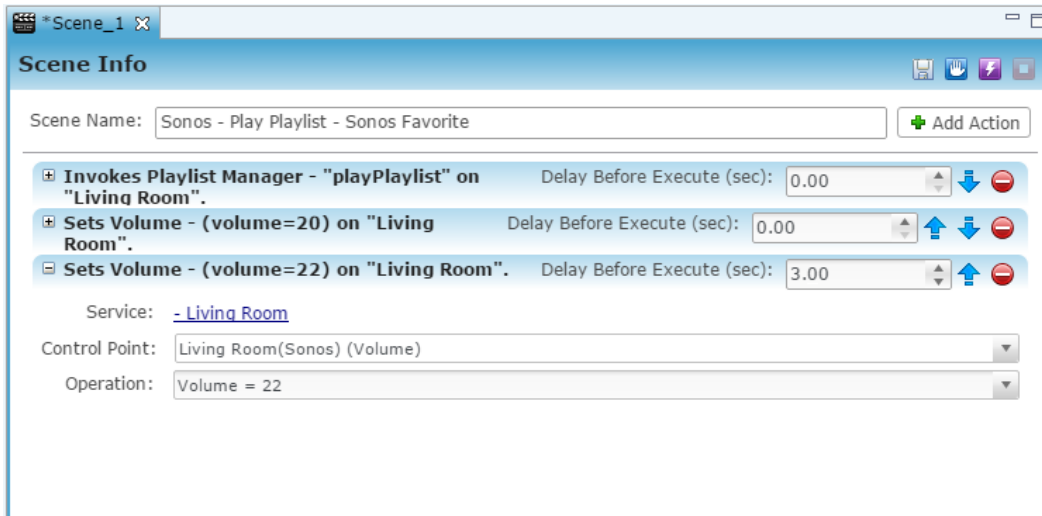 *Scene_1
Scene Info
Scene Name: Sonos - Play Playlist - Sonos Favorite Add Action
Invokes Playlist Manager - "playPlaylist" on Delay Before Execute (sec): 0.00
"Living Room".
Sets Volume - (volume=20) on "Living Delay Before Execute (sec): 0.00
Room".
Sets Volume - (volume=22) on "Living Room". Delay Before Execute (sec): 3.00
Service: - Living Room
Control Point: Living Room(Sonos) (Volume)
Operation: Volume = 22